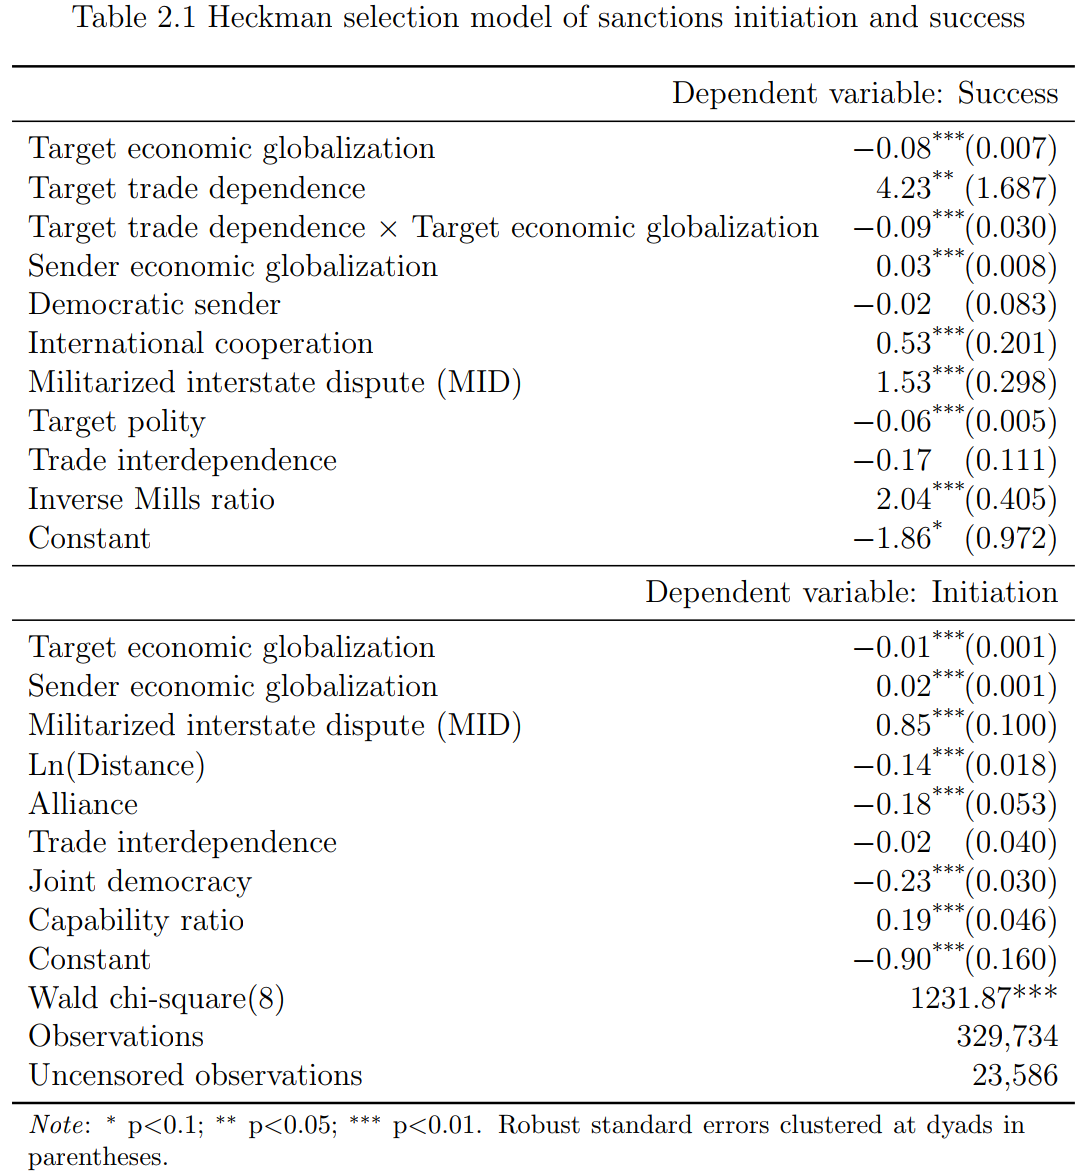 Table 2.1 Heckman selection model of sanctions initiation and success
Dependent variable: Success
Target economic globalization −0.08***(0.007)
Target trade dependence 4.23** (1.687)
Target trade dependence × Target economic globalization −0.09***(0.030)
Sender economic globalization 0.03***(0.008)
Democratic sender −0.02 (0.083)
International cooperation 0.53***(0.201)
Militarized interstate dispute (MID) 1.53***(0.298)
Target polity −0.06***(0.005)
Trade interdependence −0.17 (0.111)
Inverse Mills ratio 2.04***(0.405)
Constant −1.86* (0.972)
Dependent variable: Initiation
Target economic globalization −0.01***(0.001)
Sender economic globalization 0.02***(0.001)
Militarized interstate dispute (MID) 0.85***(0.100)
Ln(Distance) −0.14***(0.018)
Alliance −0.18***(0.053)
Trade interdependence −0.02 (0.040)
Joint democracy −0.23***(0.030)
Capability ratio 0.19***(0.046)
Constant −0.90***(0.160)
Wald chi-square(8) 1231.87***
Observations 329,734
Uncensored observations 23,586
Note: * p<0.1; ** p<0.05; *** p<0.01. Robust standard errors clustered at dyads in
parentheses.